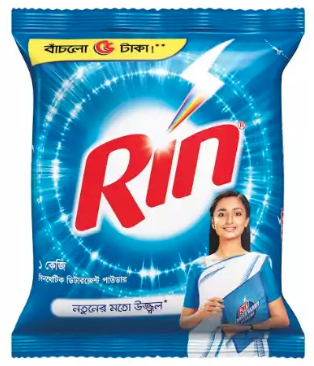 বাঁচলো ৫ টাকা!**
Rin®
১ কেজি
সিনথেটিক ডিটারজেন্ট পাউডার
নতুনের মতো উজ্জ্বল*